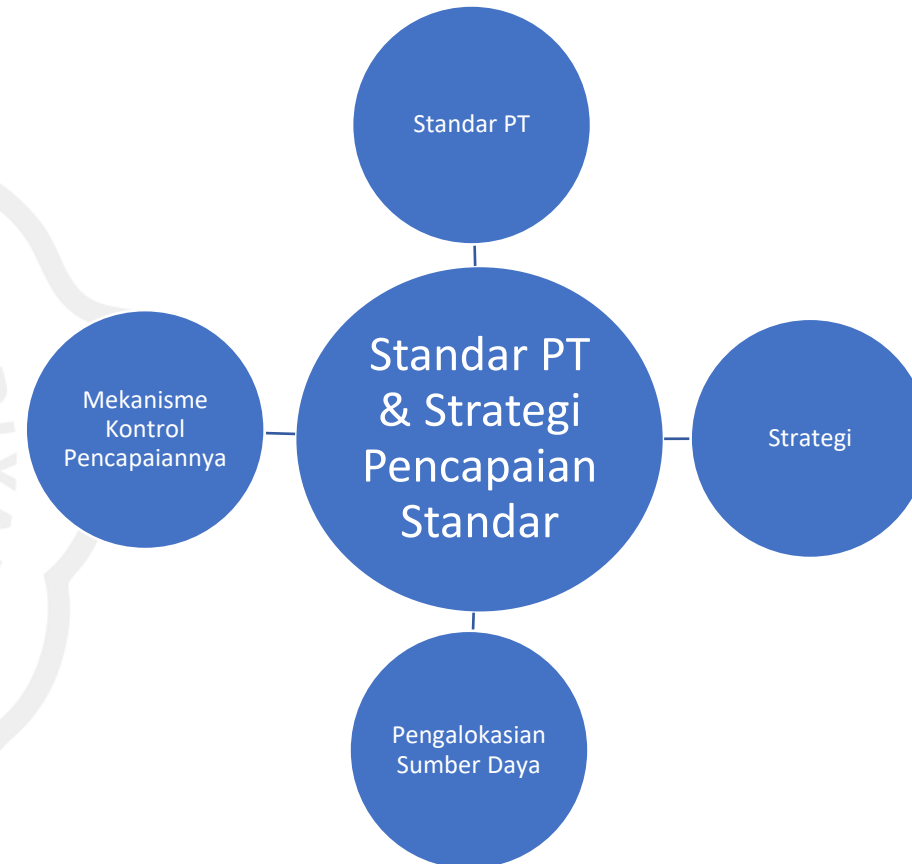 Standar PT
Standar PT
& Strategi
Pencapaian
Standar
Mekanisme
Kontrol
Pencapaiannya
Strategi
Pengalokasian
Sumber Daya